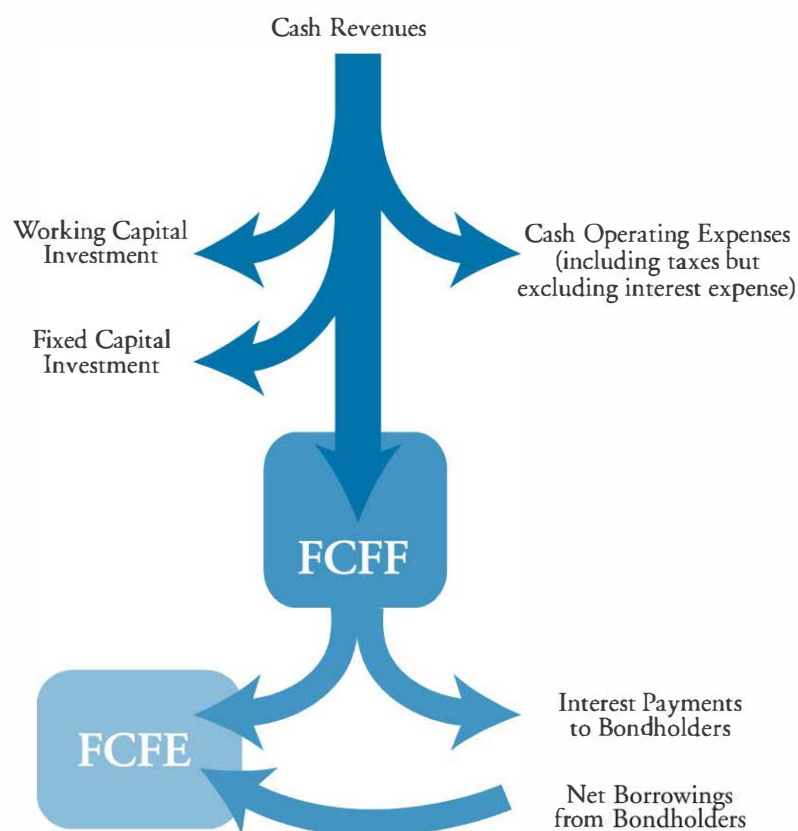 Cash Revenues
Working Capital
Investment
Cash Operating Expenses
(including taxes but
excluding interest expense)
Fixed Capital
Investment
FCFF
Interest Payments
to Bondholders
FCFE
Net Borrowings
from Bondholders